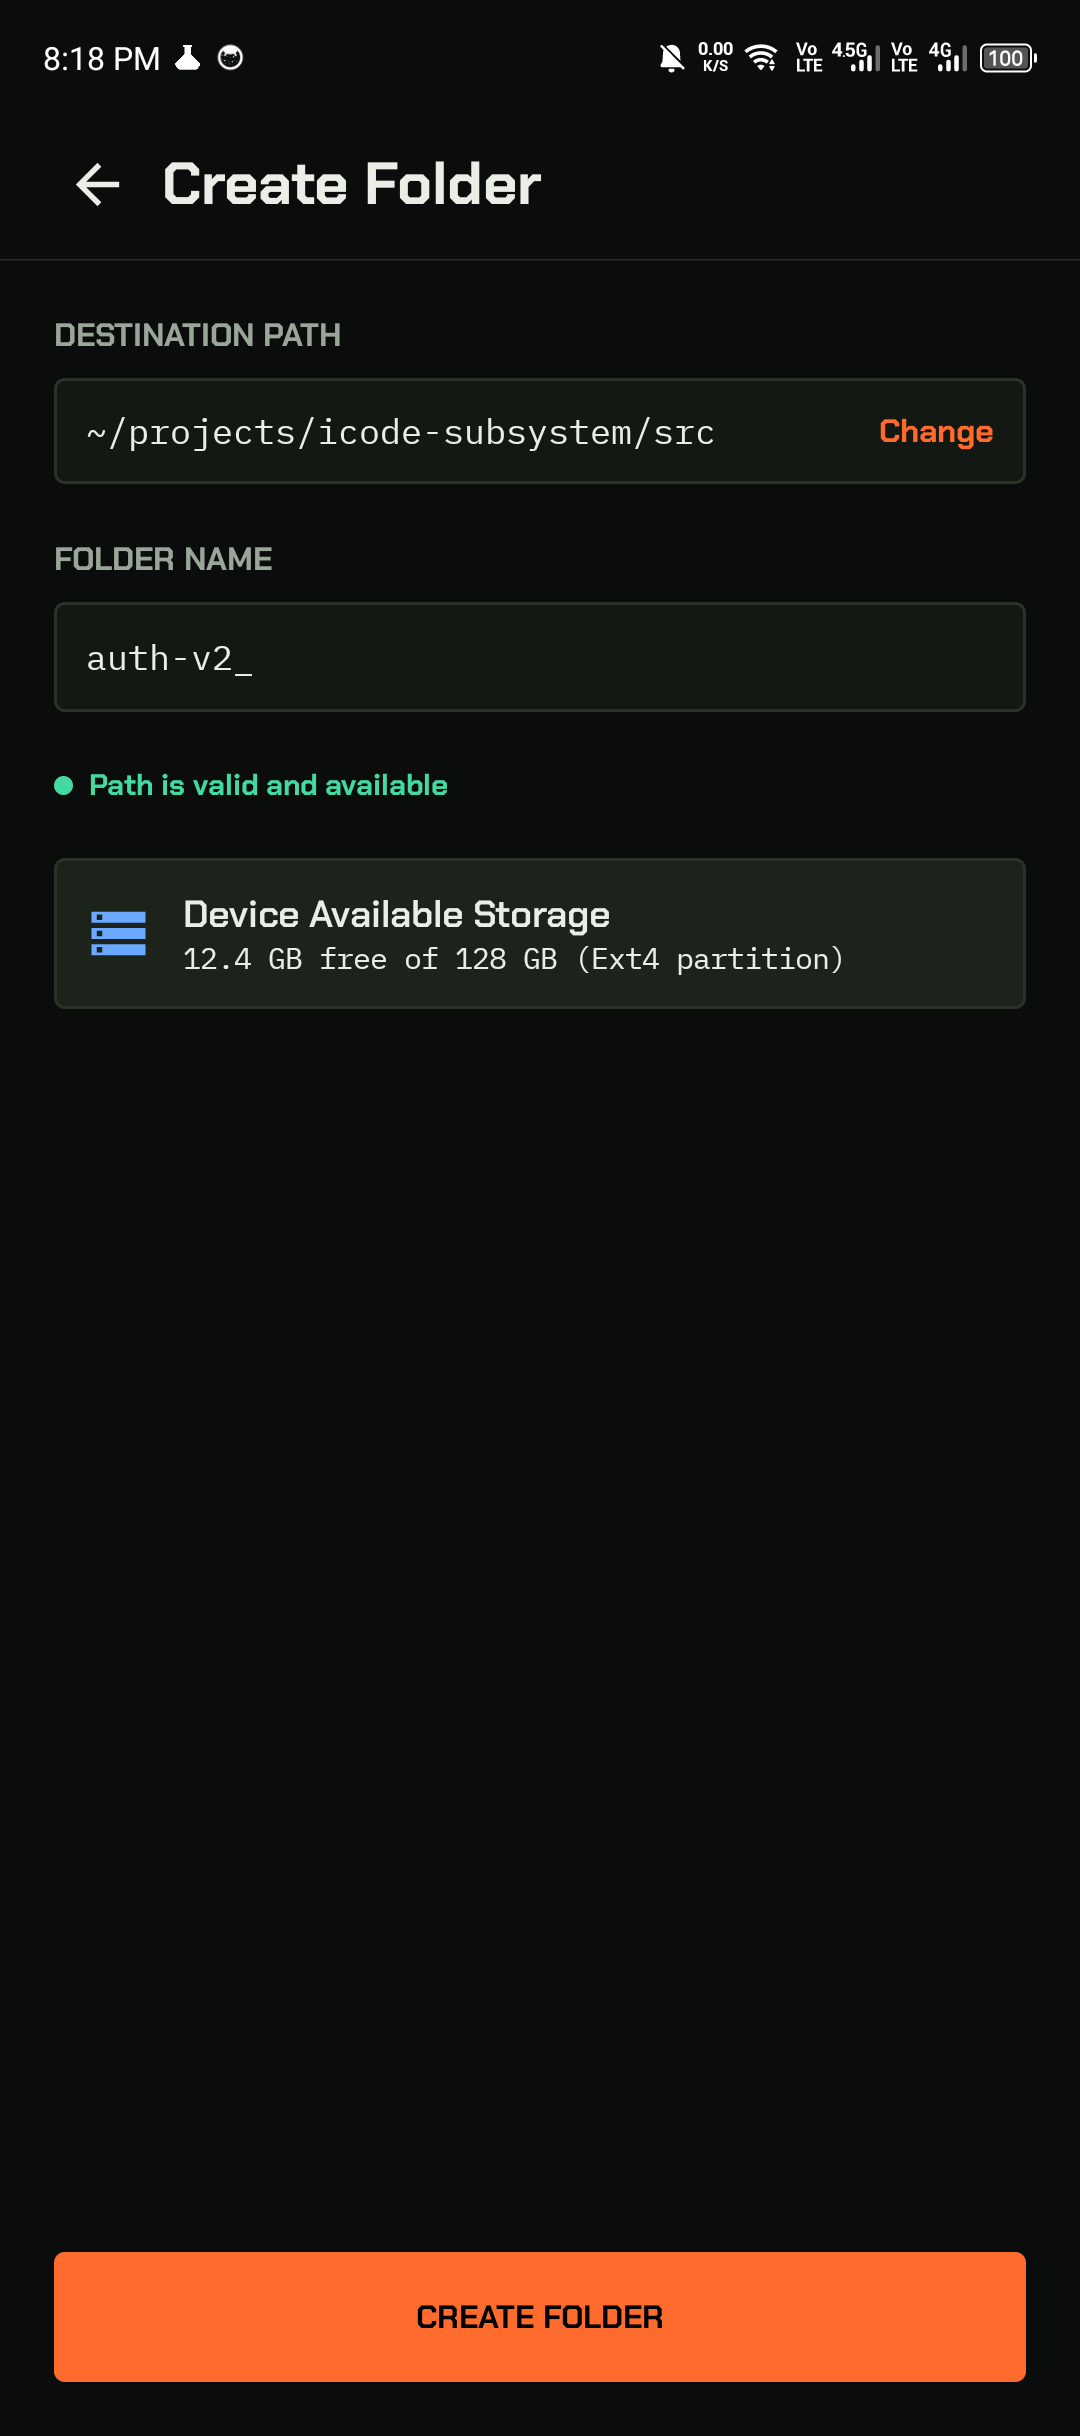 8:18 PM
0.00 K/S
Vo LTE 4.5G
Vo LTE 4G
100
Create Folder
DESTINATION PATH
~/projects/icode-subsystem/src
Change
FOLDER NAME
auth-v2_
Path is valid and available
Device Available Storage
12.4 GB free of 128 GB (Ext4 partition)
CREATE FOLDER